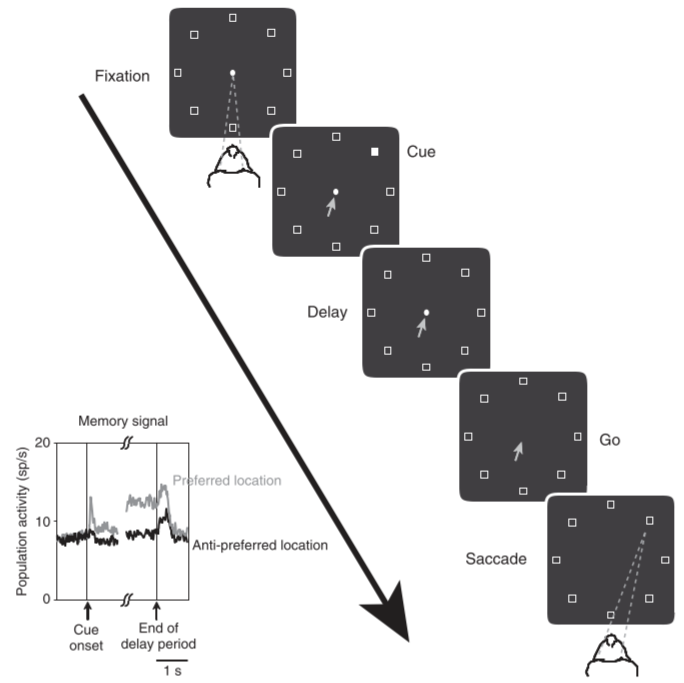 Fixation
Cue
Delay
Go
Saccade
Memory signal
Population activity (sp/s)
20
10
0
Preferred location
Anti-preferred location
Cue
onset
End of
delay period
1 s